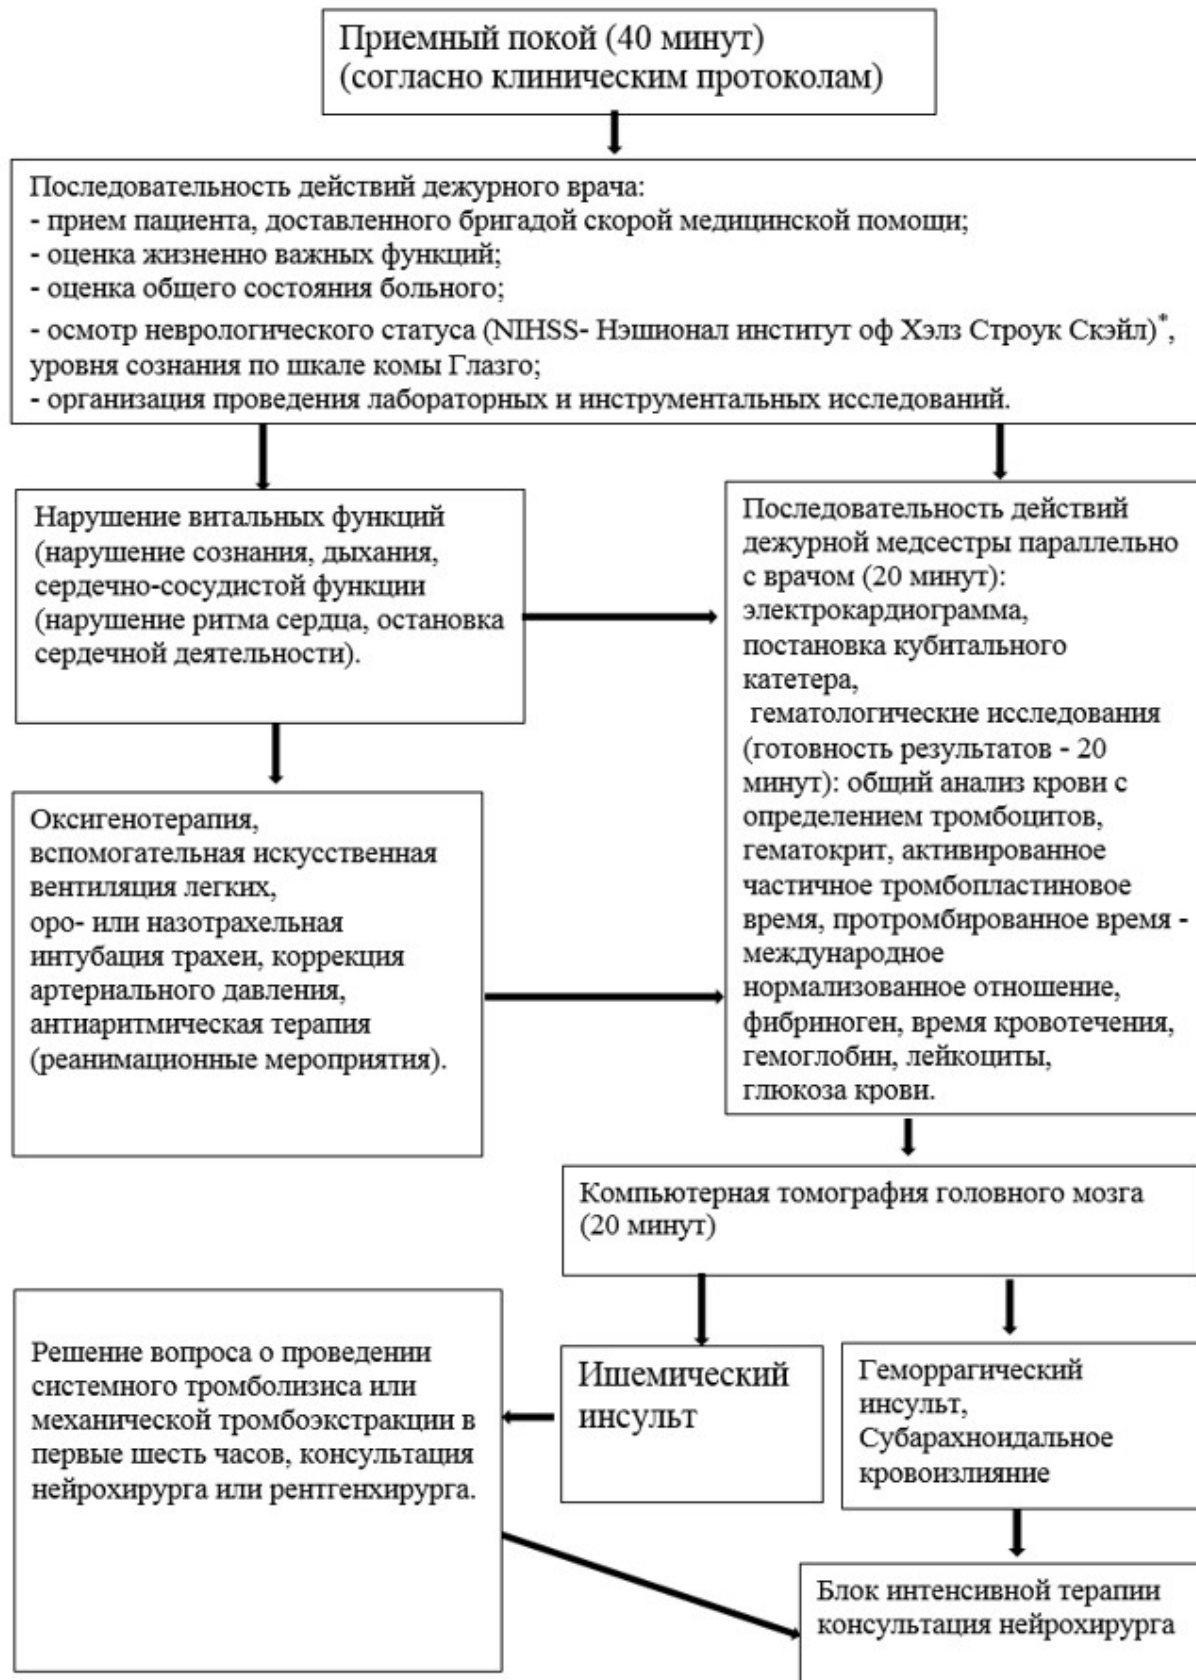 Приемный покой (40 минут)
(согласно клиническим протоколам)
Последовательность действий дежурного врача:
- прием пациента, доставленного бригадой скорой медицинской помощи;
- оценка жизненно важных функций;
- оценка общего состояния больного;
- осмотр неврологического статуса (NIHSS- Нэшионал институт оф Хэлз Строук Скэйл)*,
уровня сознания по шкале комы Глазго;
- организация проведения лабораторных и инструментальных исследований.
Нарушение витальных функций
(нарушение сознания, дыхания,
сердечно-сосудистой функции
(нарушение ритма сердца, остановка
сердечной деятельности).
Последовательность действий
дежурной медсестры параллельно
с врачом (20 минут):
электрокардиограмма,
постановка кубитального
катетера,
гематологические исследования
(готовность результатов - 20
минут): общий анализ крови с
определением тромбоцитов,
гематокрит, активированное
частичное тромбопластиновое
время, протромбированное время -
международное
нормализованное отношение,
фибриноген, время кровотечения,
гемоглобин, лейкоциты,
глюкоза крови.
Оксигенотерапия,
вспомогательная искусственная
вентиляция легких,
оро- или назотрахельная
интубация трахеи, коррекция
артериального давления,
антиаритмическая терапия
(реанимационные мероприятия).
Компьютерная томография головного мозга
(20 минут)
Решение вопроса о проведении
системного тромболизиса или
механической тромбоэкстракции в
первые шесть часов, консультация
нейрохирурга или рентгенхирурга.
Ишемический
инсульт
Геморрагический
инсульт,
Субарахноидальное
кровоизлияние
Блок интенсивной терапии
консультация нейрохирурга